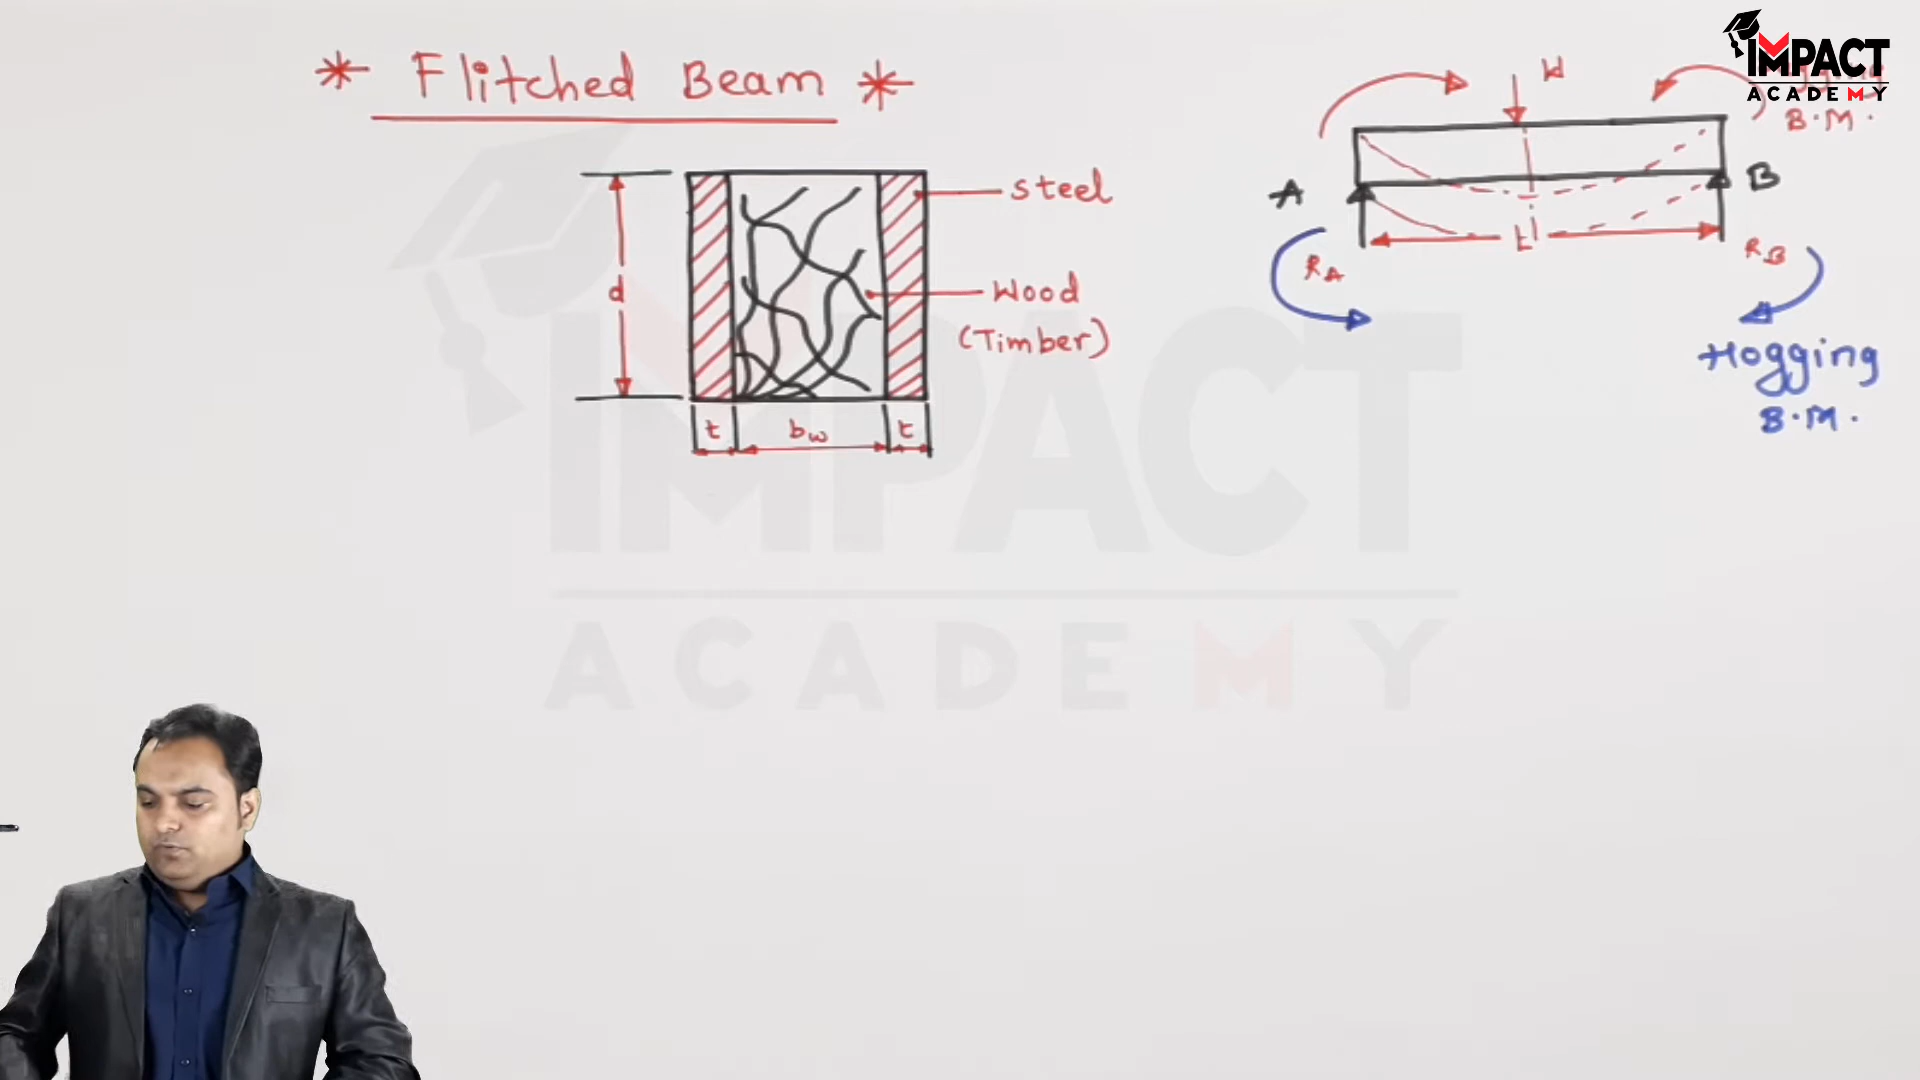 * Flitched Beam *
steel
d
Wood
(Timber)
t
bw
t
IMPACT
ACADEMY
W
B.M.
A
B
RA
RB
Hogging
B.M.
IMPACT
ACADEMY